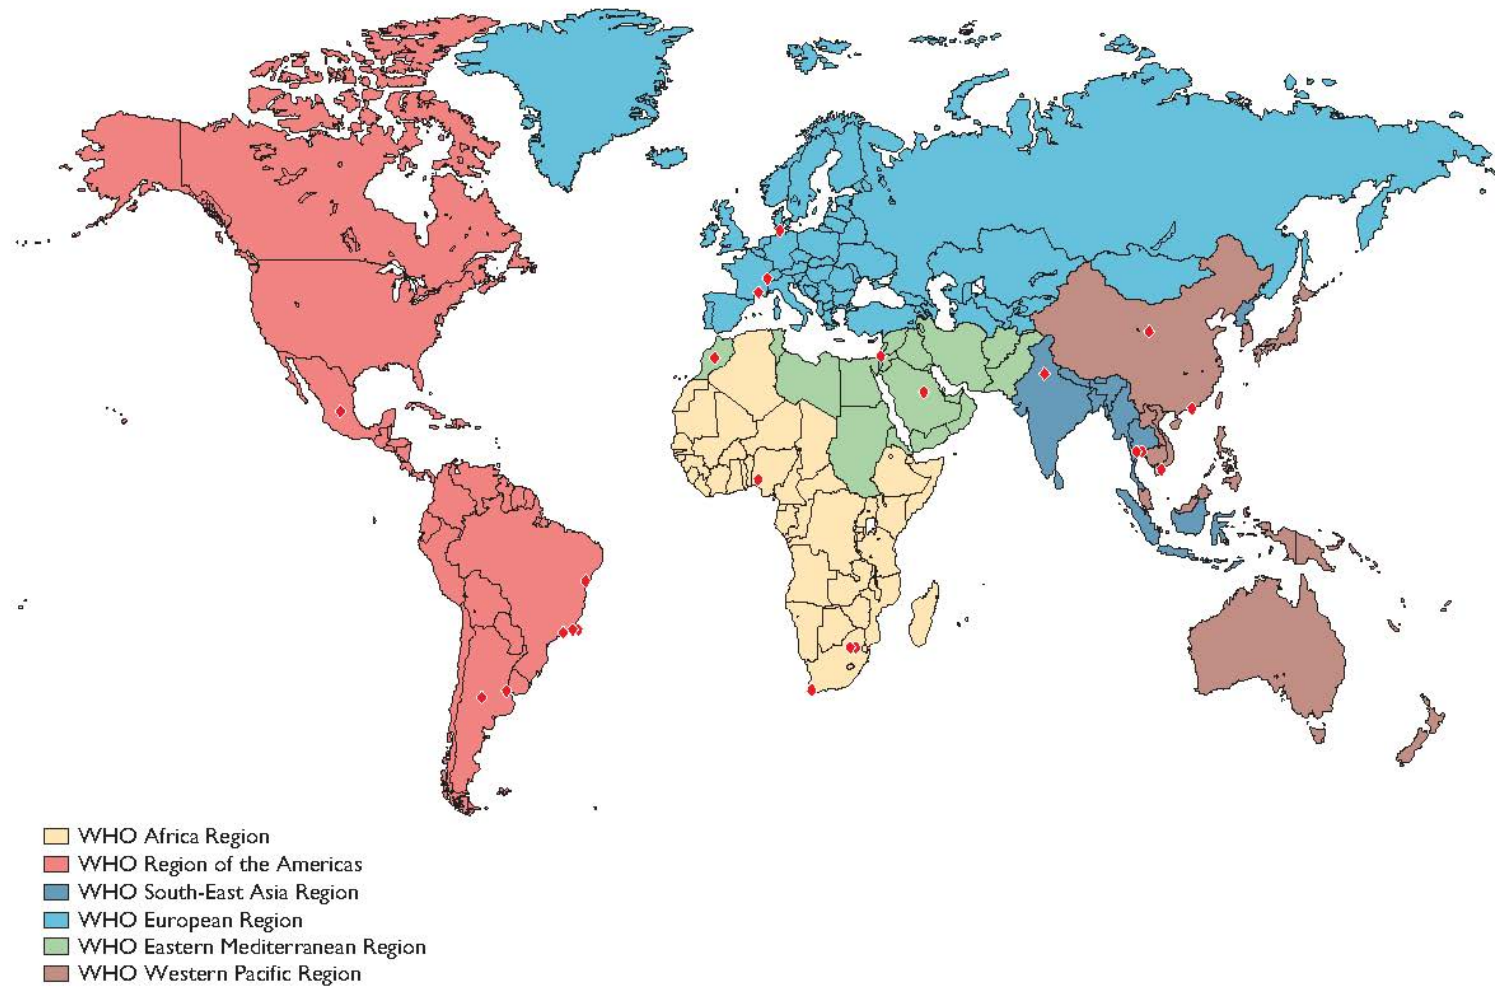 WHO Africa Region
WHO Region of the Americas
WHO South-East Asia Region
WHO European Region
WHO Eastern Mediterranean Region
WHO Western Pacific Region